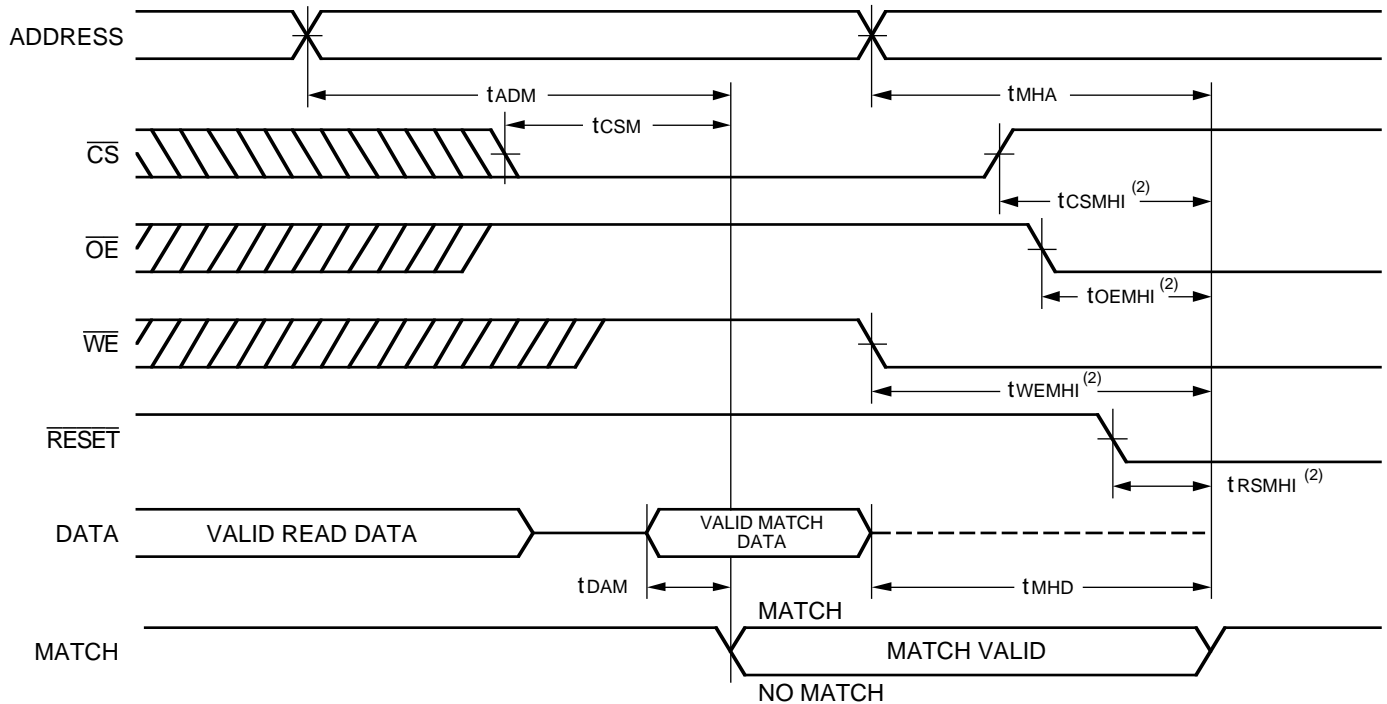 ADDRESS
tADM
tMHA
tCSM
CS
tCSMHI (2)
OE
tOEMHI (2)
WE
tWEMHI (2)
RESET
tRSMHI (2)
DATA
VALID READ DATA
VALID MATCH
DATA
tDAM
tMHD
MATCH
MATCH
MATCH VALID
NO MATCH